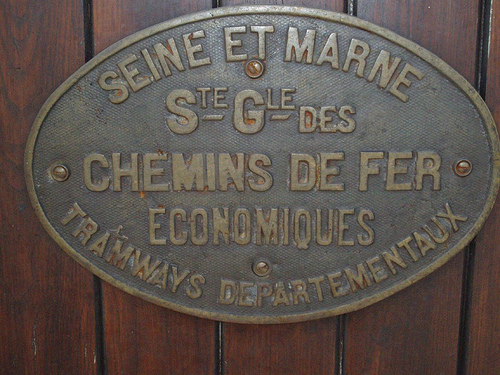 SEINE ET MARNE
STE GLE DES
CHEMINS DE FER
ECONOMIQUES
TRAMWAYS DEPARTEMENTAUX